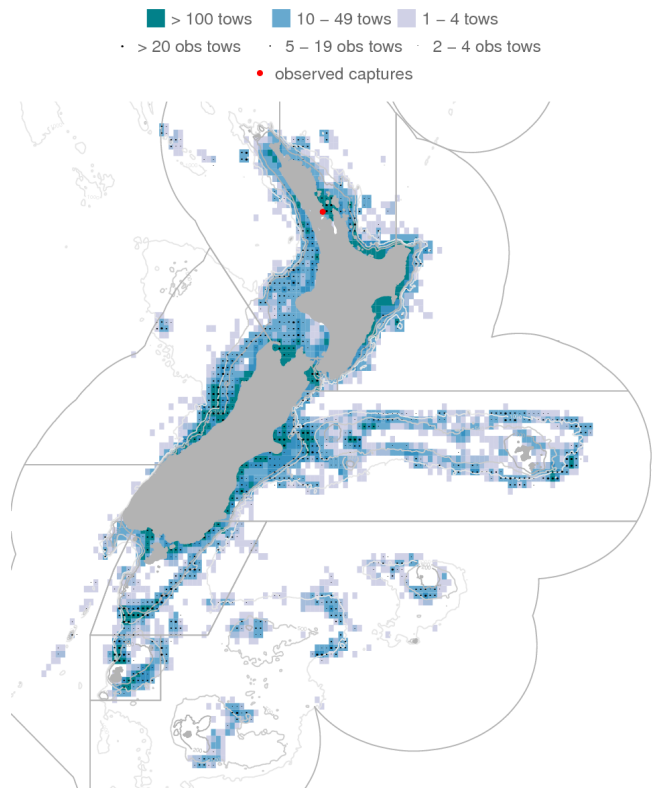 > 100 tows 10 – 49 tows 1 – 4 tows
> 20 obs tows 5 – 19 obs tows 2 – 4 obs tows
observed captures